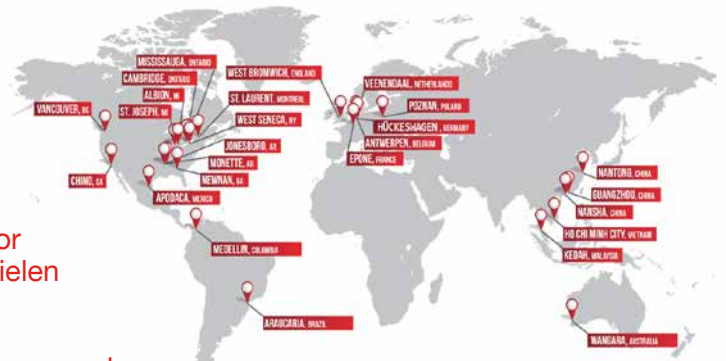 MISSISSAUGA, ONTARIO
CAMBRIDGE, ONTARIO
ALBION, MI
ST. JOSEPH, MI
VANCOUVER, BC
WEST BROMWICH, ENGLAND
ST. LAURENT, MONTREAL
WEST SENECA, NY
JONESBORO, AR
MONETTE, AR
NEWNAN, GA
CHINO, CA
APODACA, MEXICO
MEDELLIN, COLUMBIA
ARAUCARIA, BRAZIL
VEENENDAAL, NETHERLANDS
POZNAN, POLAND
HÜCKESHAGEN, GERMANY
ANTWERPEN, BELGIUM
EPONE, FRANCE
NANTONG, CHINA
GUANGZHOU, CHINA
NANSHA, CHINA
HO CHI MINH CITY, VIETNAM
KEDAH, MALAYSIA
WANGARA, AUSTRALIA
or
ielen